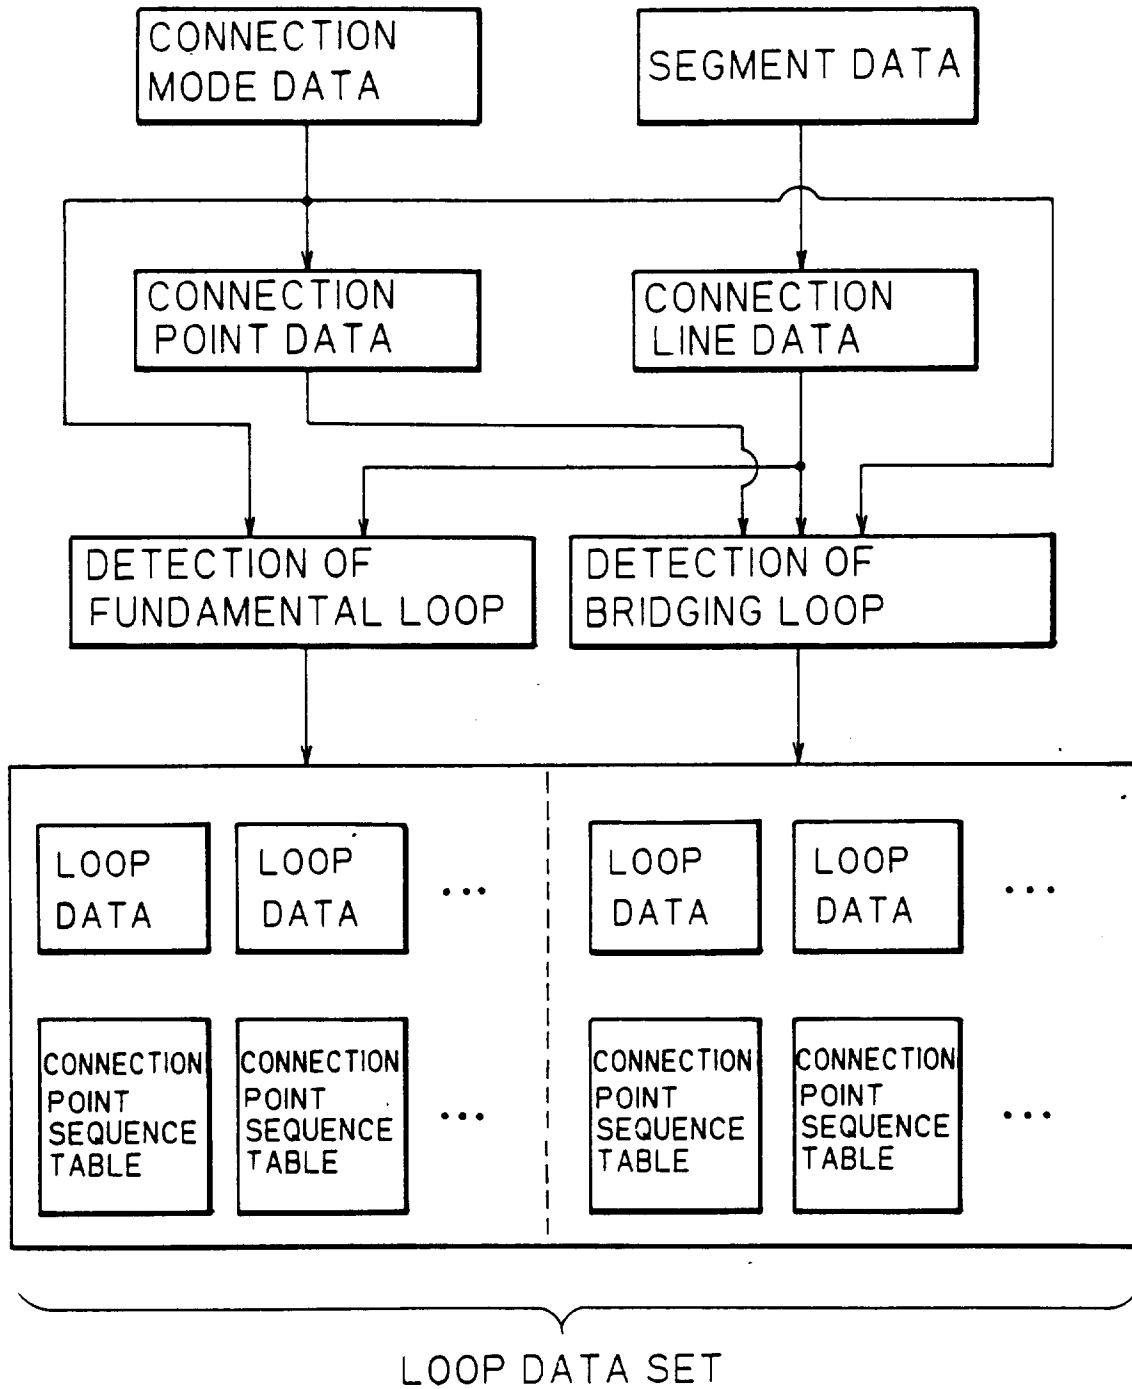 CONNECTION
MODE DATA
SEGMENT DATA
CONNECTION
POINT DATA
CONNECTION
LINE DATA
DETECTION OF
FUNDAMENTAL LOOP
DETECTION OF
BRIDGING LOOP
LOOP
DATA
LOOP
DATA
...
LOOP
DATA
LOOP
DATA
...
CONNECTION
POINT
SEQUENCE
TABLE
CONNECTION
POINT
SEQUENCE
TABLE
...
CONNECTION
POINT
SEQUENCE
TABLE
CONNECTION
POINT
SEQUENCE
TABLE
...
LOOP DATA SET